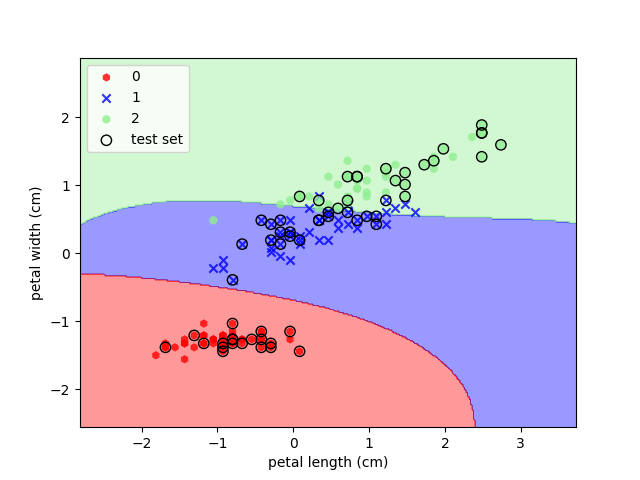 0
1
2
test set
2
1
0
−1
−2
petal width (cm)
−2 −1 0 1 2 3
petal length (cm)